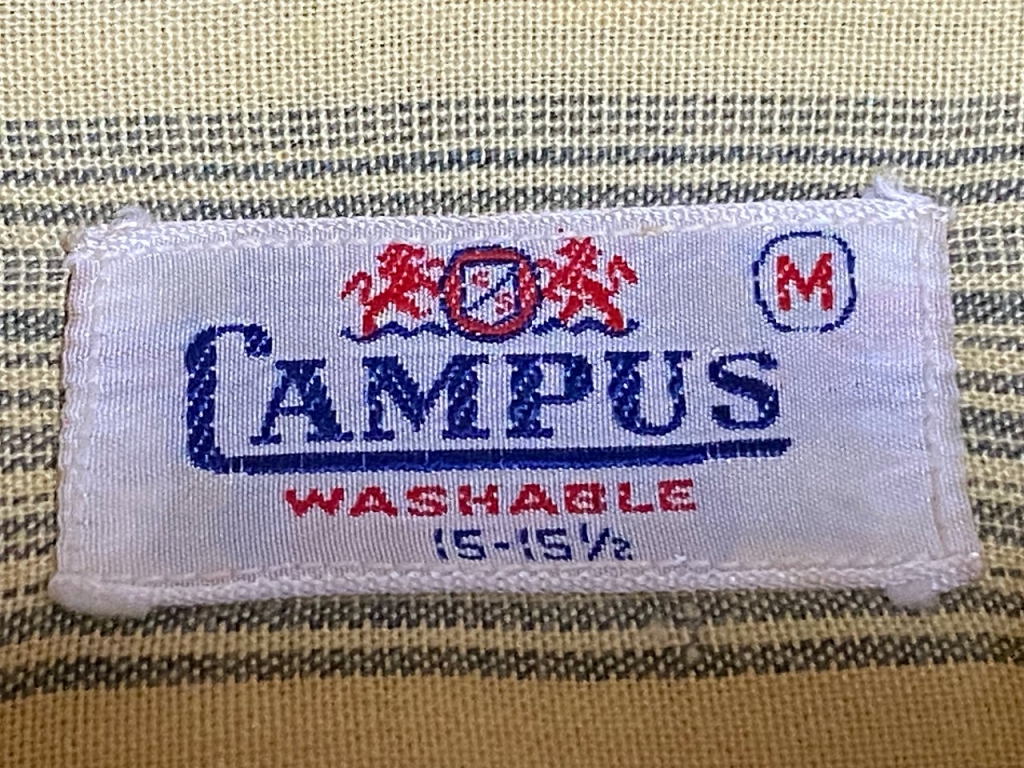 C S
M
CAMPUS
WASHABLE
15-15½